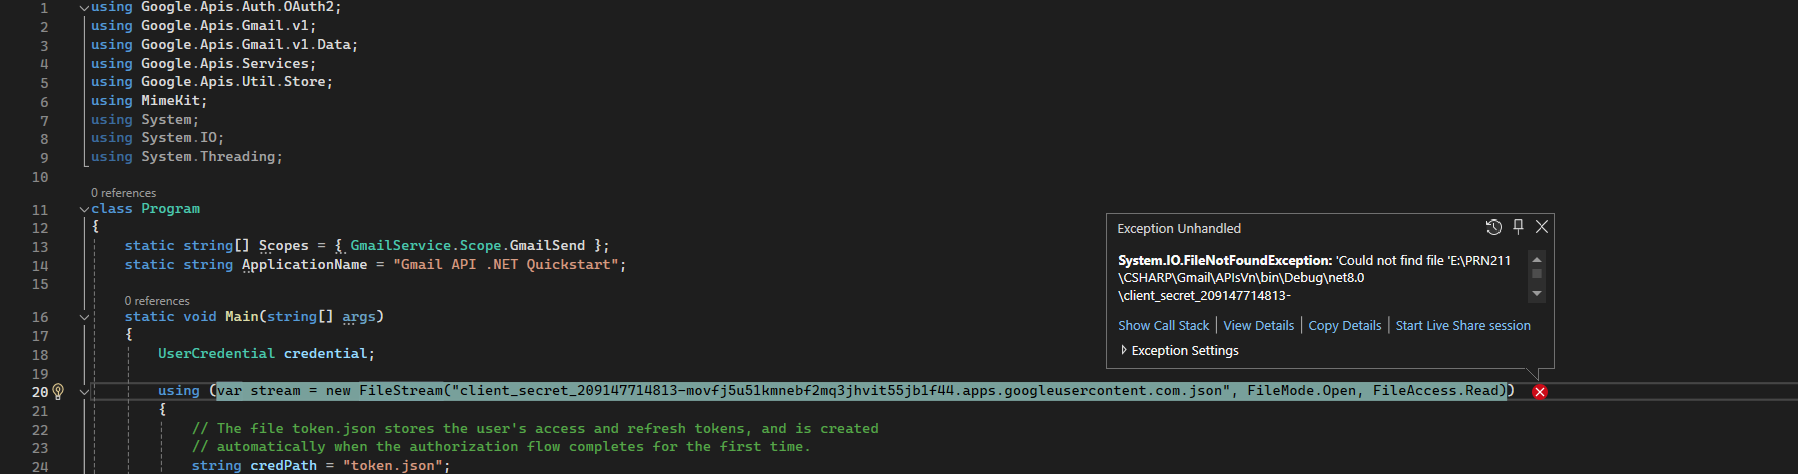 1 using Google.Apis.Auth.OAuth2;
2 using Google.Apis.Gmail.v1;
3 using Google.Apis.Gmail.v1.Data;
4 using Google.Apis.Services;
5 using Google.Apis.Util.Store;
6 using MimeKit;
7 using System;
8 using System.IO;
9 using System.Threading;
10
0 references
11 class Program
12 {
13 static string[] Scopes = { GmailService.Scope.GmailSend };
14 static string ApplicationName = "Gmail API .NET Quickstart";
15
0 references
16 static void Main(string[] args)
17 {
18 UserCredential credential;
19
20 using (var stream = new FileStream("client_secret_209147714813-movfj5u51kmnebf2mq3jhvit55jb1f44.apps.googleusercontent.com.json", FileMode.Open, FileAccess.Read))
21 {
22 // The file token.json stores the user's access and refresh tokens, and is created
23 // automatically when the authorization flow completes for the first time.
24 string credPath = "token.json";
Exception Unhandled
System.IO.FileNotFoundException: 'Could not find file 'E:\PRN211
\CSHARP\Gmail\APIsVn\bin\Debug\net8.0
\client_secret_209147714813-
Show Call Stack | View Details | Copy Details | Start Live Share session
Exception Settings